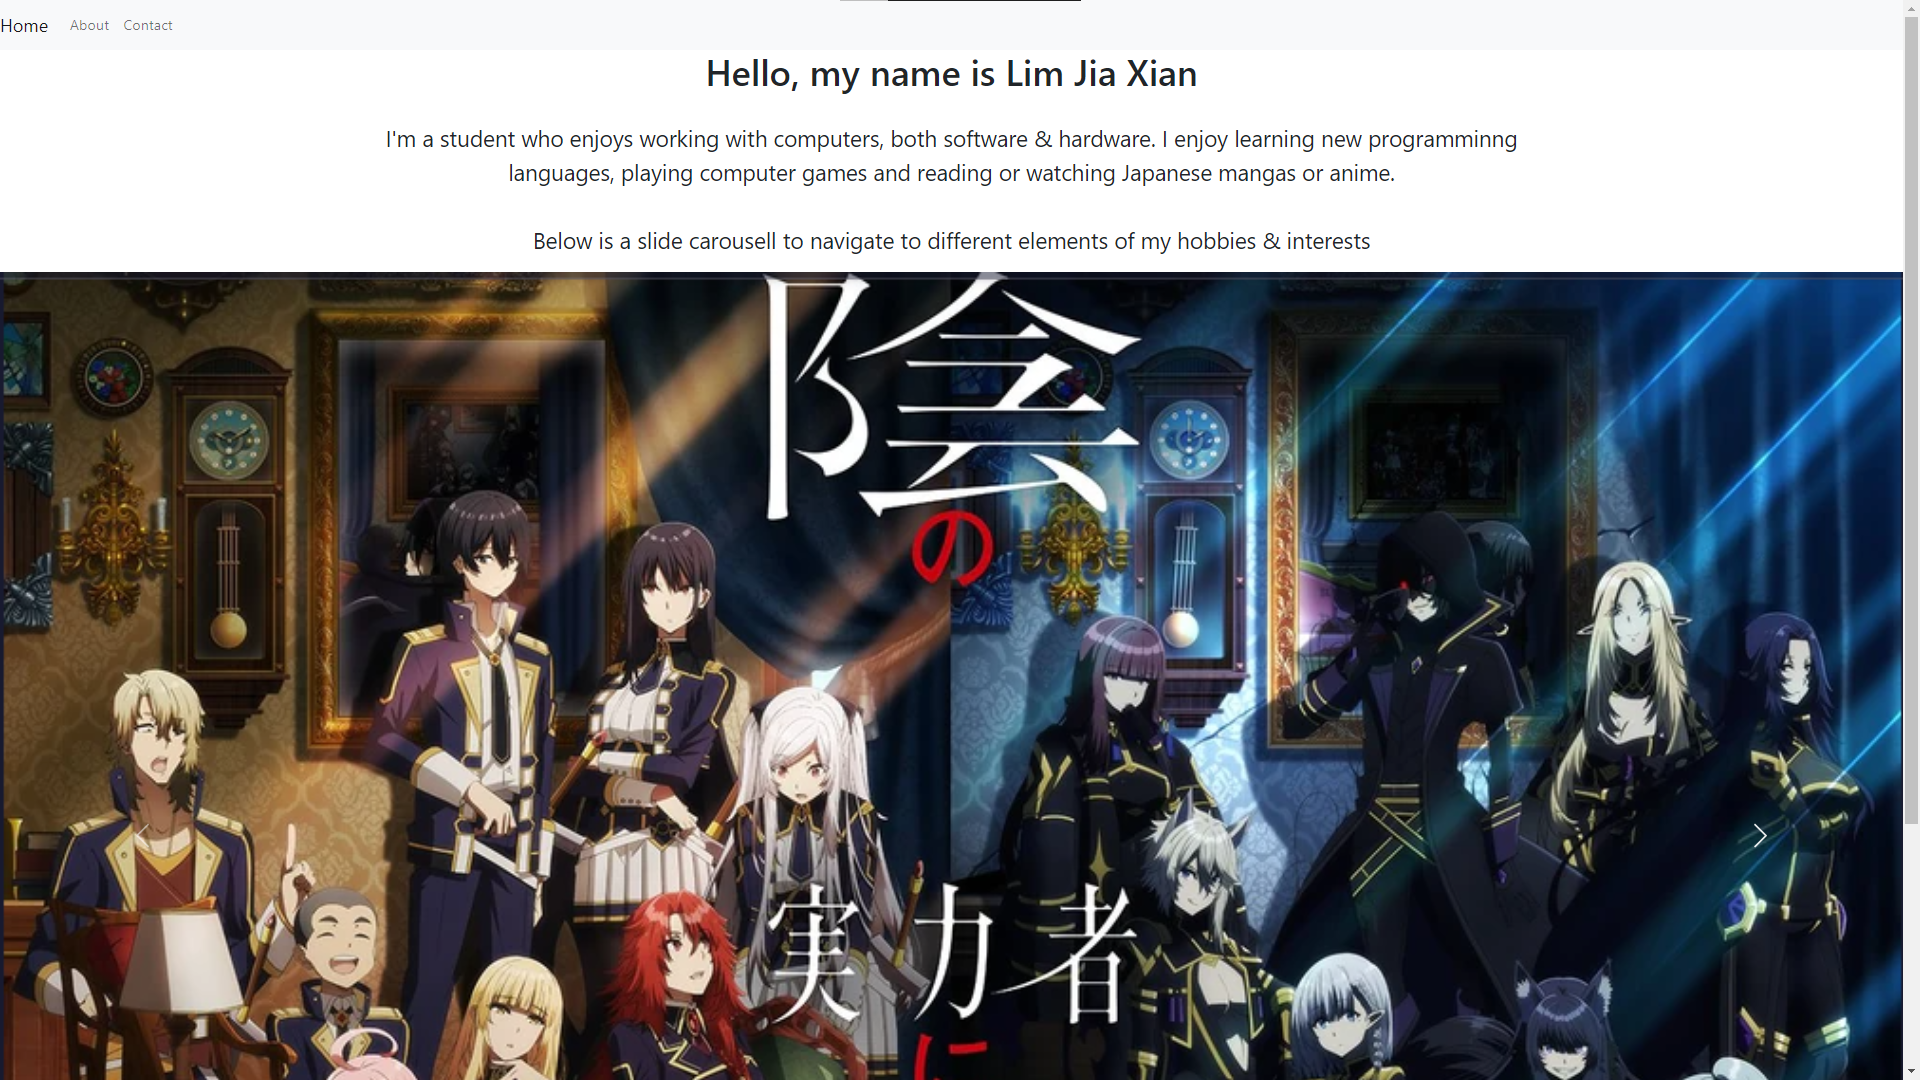 Home About Contact
Hello, my name is Lim Jia Xian
I'm a student who enjoys working with computers, both software & hardware. I enjoy learning new programminng
languages, playing computer games and reading or watching Japanese mangas or anime.
Below is a slide carousell to navigate to different elements of my hobbies & interests
陰
の
実力者
に